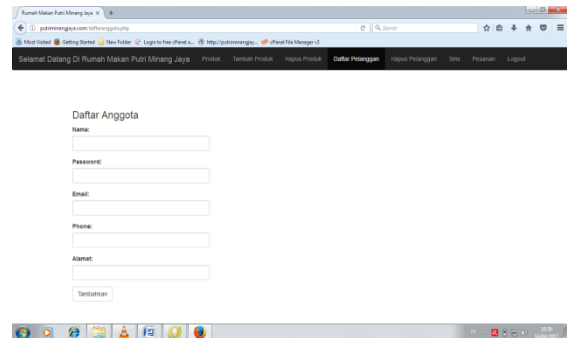 Rumah Makan Putri Minang Jaya
putriminangjaya.com/daftaranggota.php
Search
Most Visited Getting Started New Folder Login to free cPanel a... http://putriminangjay... cPanel File Manager v3
Selamat Datang Di Rumah Makan Putri Minang Jaya Produk Tambah Produk Hapus Produk Daftar Pelanggan Hapus Pelanggan Sms Pesanan Logout
Daftar Anggota
Nama:
Password:
Email:
Phone:
Alamat:
Tambahkan